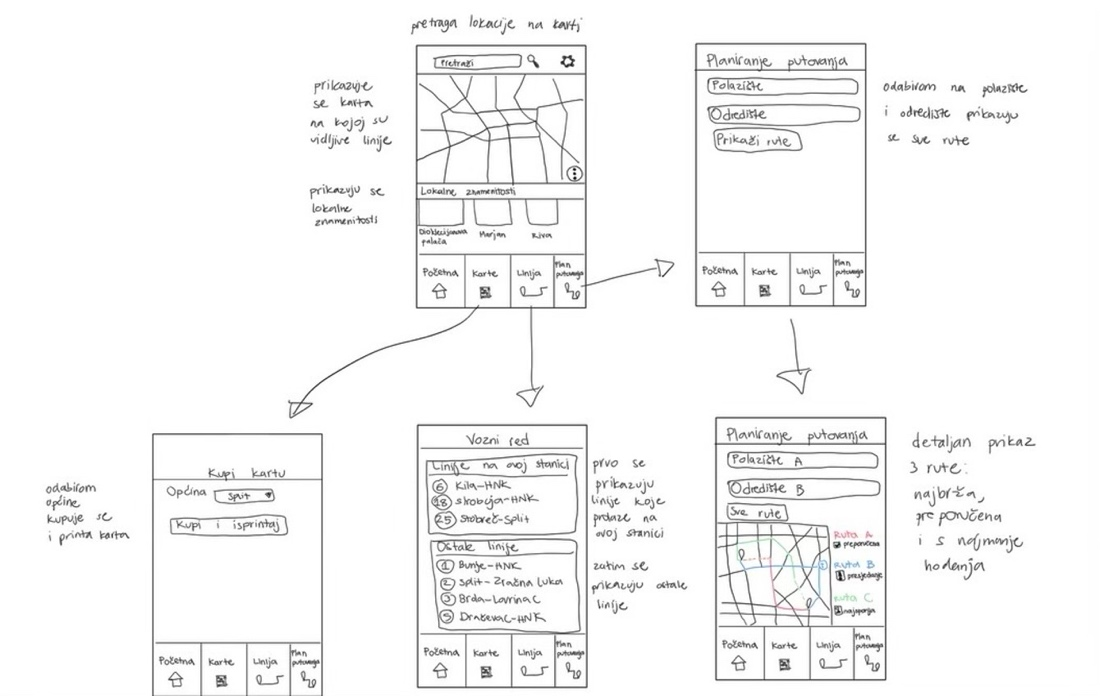 pretraga lokacije na karti
Pretraži
prikazuje
se karta
na kojoj su
vidljive linije
prikazuju se
lokalne
znamenitosti
Lokalne znamenitosti
Dioklecijanova
palača
Marjan
Riva
Početna
Karte
Linija
Plan
putovanja
Planiranje putovanja
Polazište
Odredište
Prikaži rute
odabirom na polazište
i odredište prikazuju
se sve rute
Početna
Karte
Linija
Plan
putovanja
odabirom
općine
kupuje se
i printa karta
Kupi kartu
Općina
Split
Kupi i isprintaj
Početna
Karte
Linija
Plan
putovanja
Vozni red
Linije na ovoj stanici
6 Kila-HNK
18
25 Stobreč-Split
Ostale linije
1 Bunje-HNK
2 Split-Zračna Luka
3 Brda-Lovrinac
5 Dračevac-HNK
prvo se
prikazuju
linije koje
prolaze na
ovoj stanici
zatim se
prikazuju ostale
linije
Početna
Karte
Linija
Plan
putovanja
Planiranje putovanja
Polazište A
Odredište B
Sve rute
Ruta A
preporučena
Ruta B
presjedanje
Ruta C
najsporija
Početna
Karte
Linija
Plan
putovanja
detaljan prikaz
3 rute:
najbrža,
preporučena
i s najmanje
hodanja